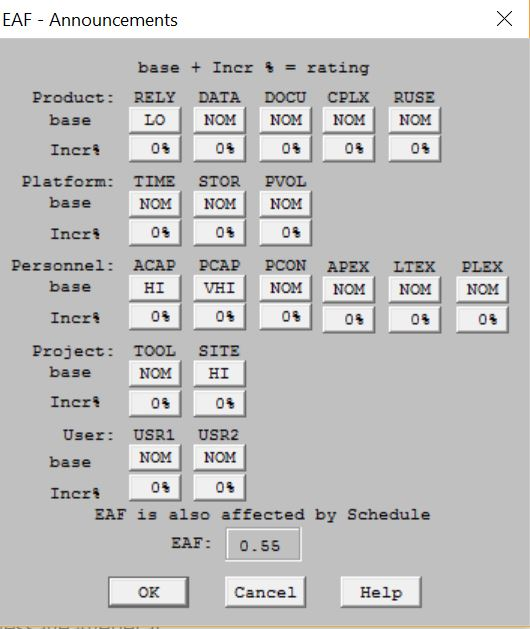 EAF - Announcements
base + Incr % = rating
Product: RELY DATA DOCU CPLX RUSE
base LO NOM NOM NOM NOM
Incr% 0% 0% 0% 0% 0%
Platform: TIME STOR PVOL
base NOM NOM NOM
Incr% 0% 0% 0%
Personnel: ACAP PCAP PCON APEX LTEX PLEX
base HI VHI NOM NOM NOM NOM
Incr% 0% 0% 0% 0% 0% 0%
Project: TOOL SITE
base NOM HI
Incr% 0% 0%
User: USR1 USR2
base NOM NOM
Incr% 0% 0%
EAF is also affected by Schedule
EAF: 0.55
OK Cancel Help